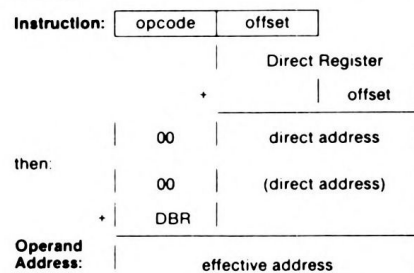 Instruction: opcode offset
Direct Register
+ offset
00 direct address
then:
00 (direct address)
+ DBR
Operand
Address: effective address